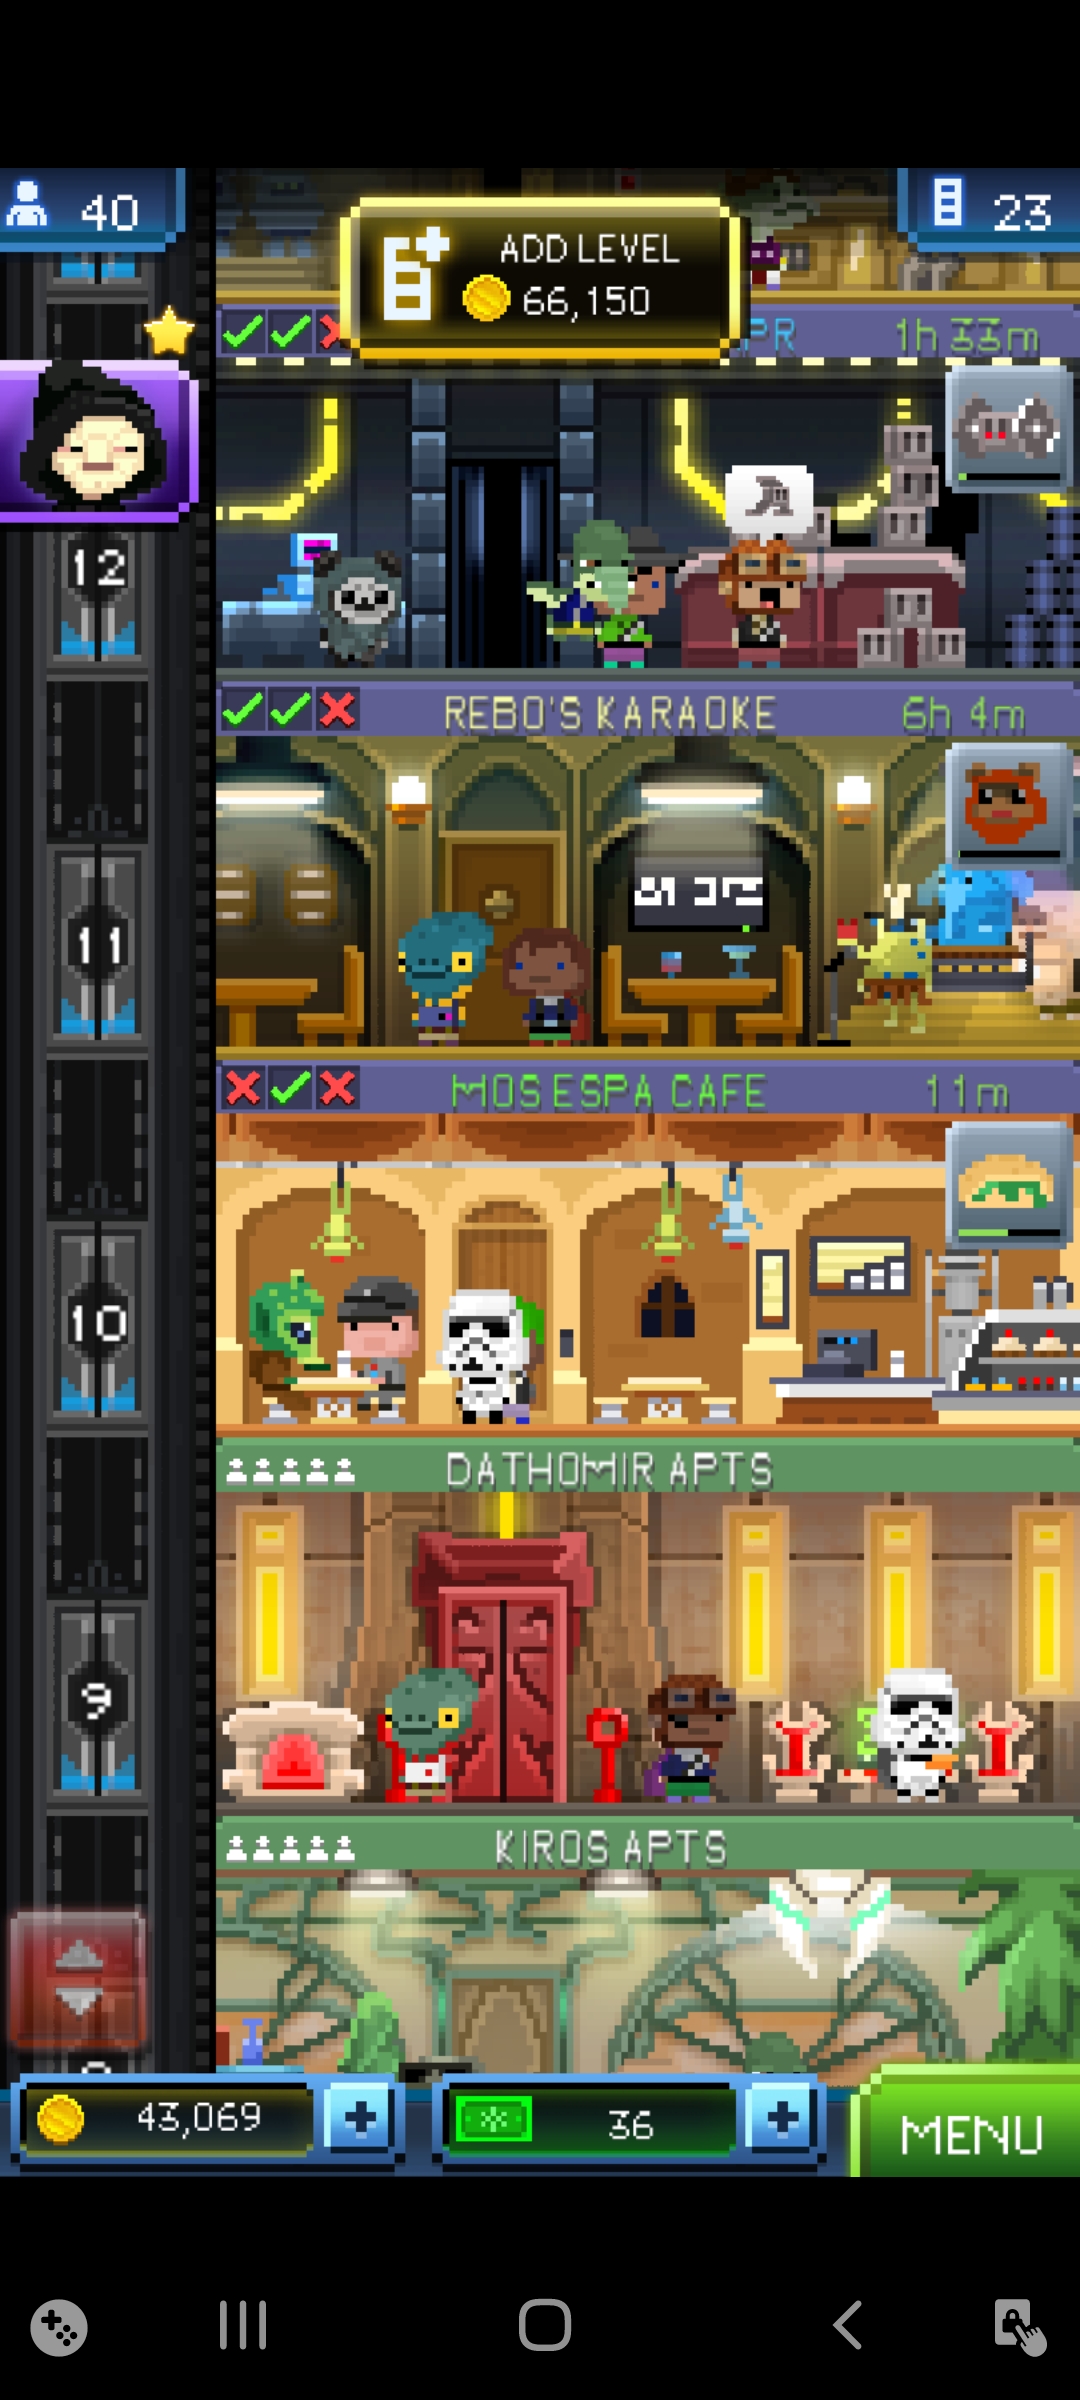 40
ADD LEVEL
66,150
23
PR
1h 33m
12
REBO'S KARAOKE
6h 4m
11
MOS ESPA CAFE
11m
10
DATHOMIR APTS
9
KIROS APTS
43,069
36
MENU